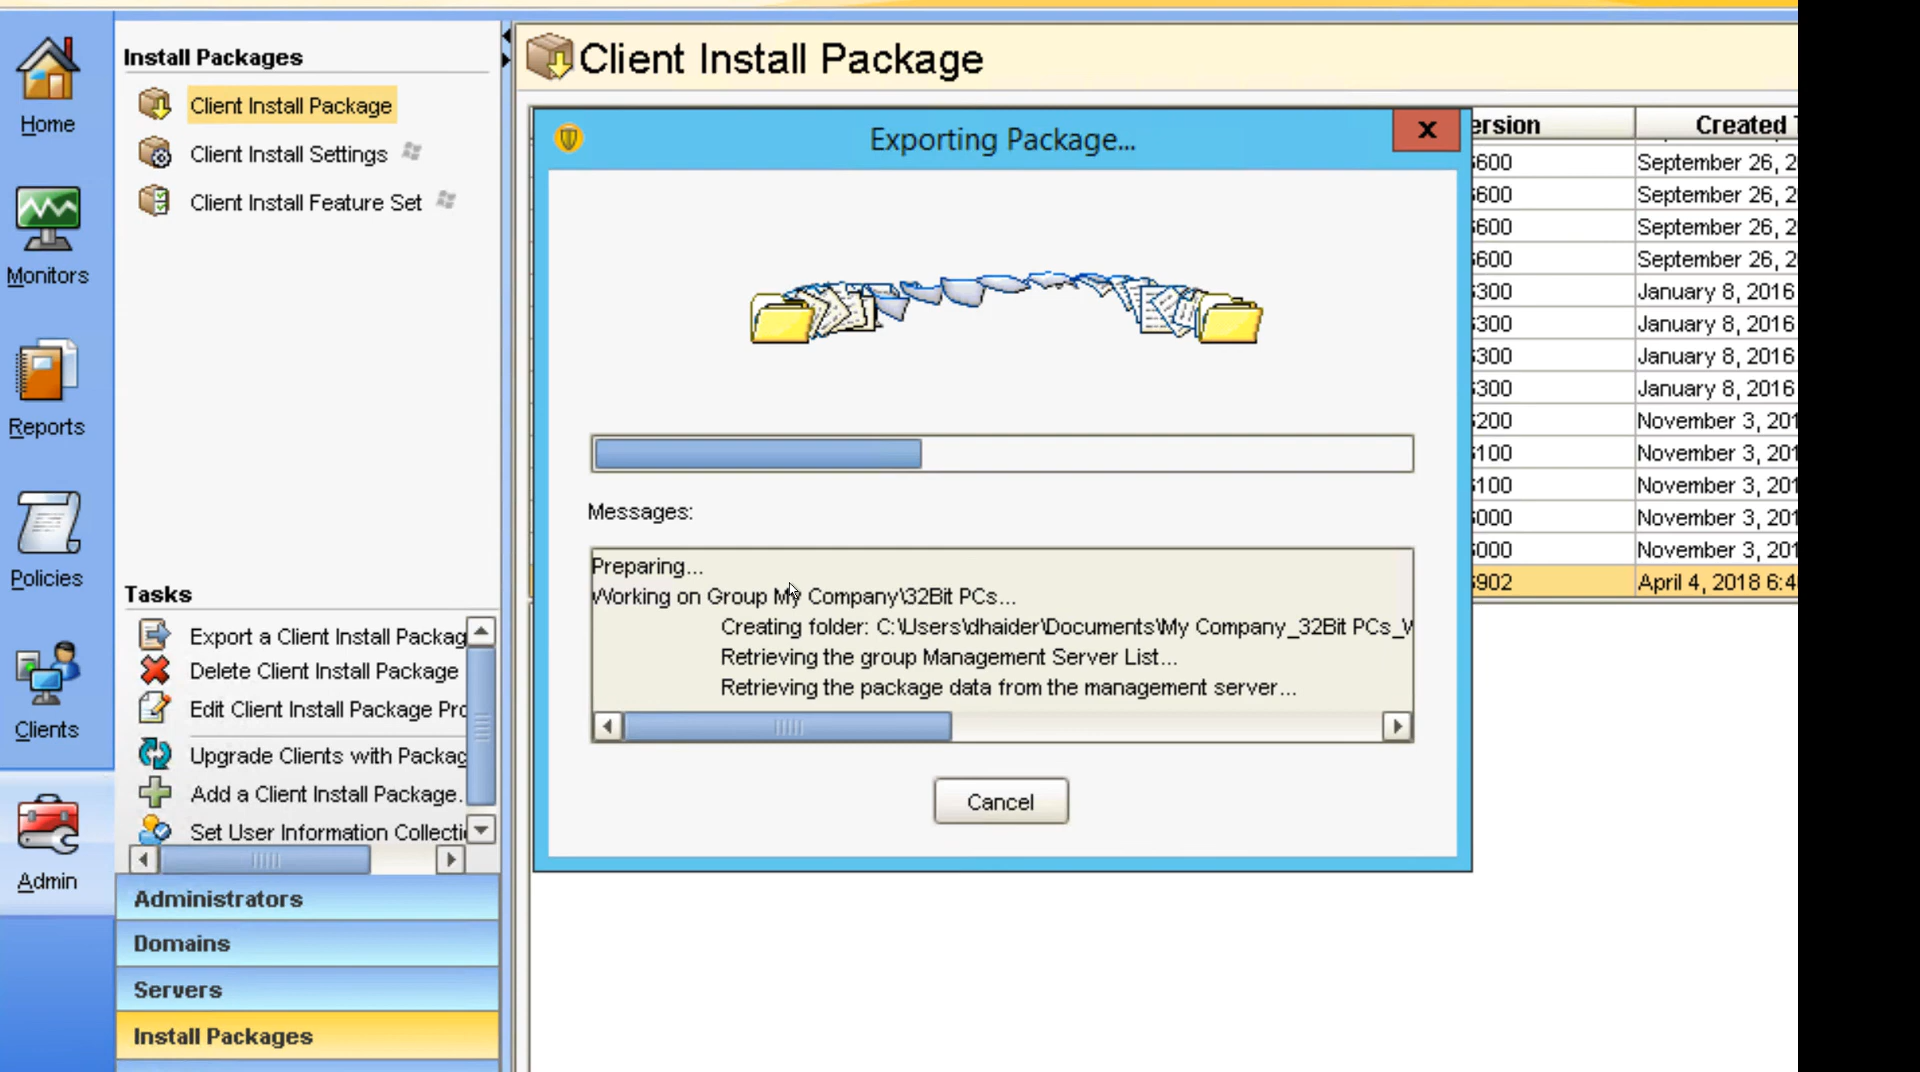 Install Packages
Client Install Package
Client Install Settings
Client Install Feature Set
Home
Monitors
Reports
Policies
Clients
Admin
Tasks
Export a Client Install Packag
Delete Client Install Package
Edit Client Install Package Pro
Upgrade Clients with Packag
Add a Client Install Package.
Set User Information Collecti
Administrators
Domains
Servers
Install Packages
Client Install Package
Exporting Package...
X
Messages:
Preparing...
Working on Group My Company\32Bit PCs...
Creating folder: C:\Users\dhaider\Documents\My Company_32Bit PCs_W
Retrieving the group Management Server List...
Retrieving the package data from the management server...
Cancel
ersion Created T
600 September 26, 2
600 September 26, 2
600 September 26, 2
600 September 26, 2
300 January 8, 2016
300 January 8, 2016
300 January 8, 2016
300 January 8, 2016
200 November 3, 201
100 November 3, 201
100 November 3, 201
000 November 3, 201
000 November 3, 201
902 April 4, 2018 6:4